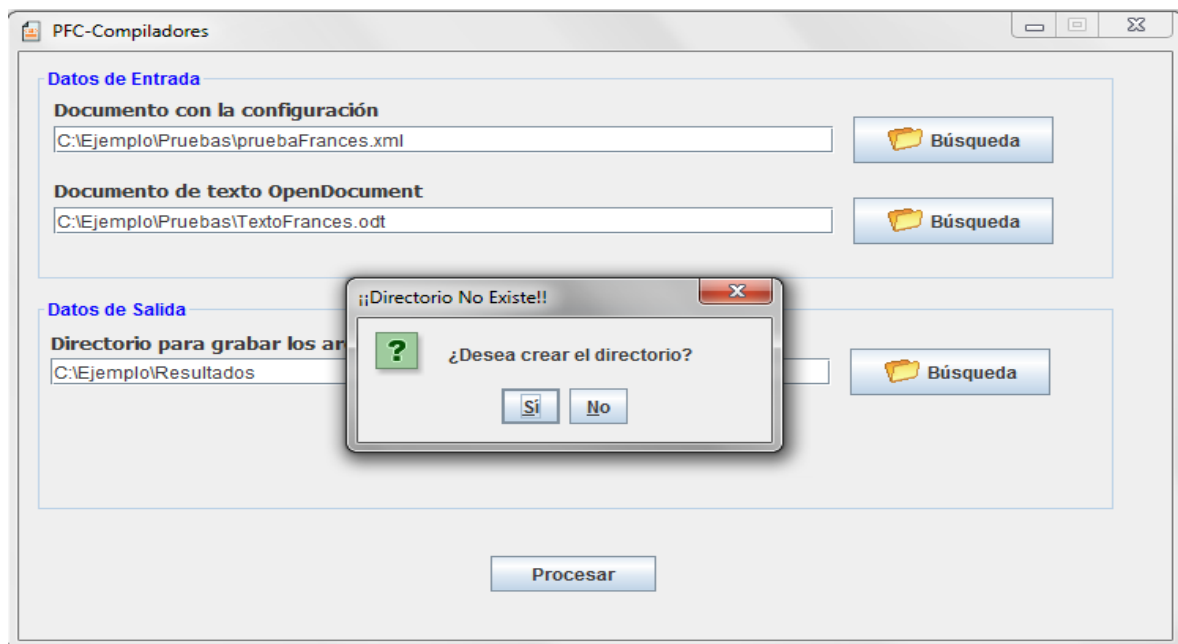 PFC-Compiladores
Datos de Entrada
Documento con la configuración
C:\Ejemplo\Pruebas\pruebaFrances.xml
Búsqueda
Documento de texto OpenDocument
C:\Ejemplo\Pruebas\TextoFrances.odt
Búsqueda
¡¡Directorio No Existe!!
¿Desea crear el directorio?
Sí No
Datos de Salida
Directorio para grabar los
C:\Ejemplo\Resultados
Búsqueda
Procesar